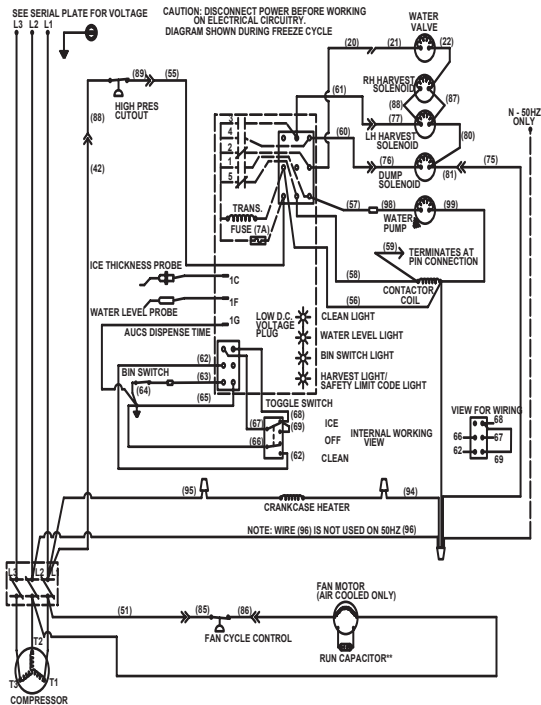 SEE SERIAL PLATE FOR VOLTAGE
L3 L2 L1
CAUTION: DISCONNECT POWER BEFORE WORKING
ON ELECTRICAL CIRCUITRY.
DIAGRAM SHOWN DURING FREEZE CYCLE
WATER
VALVE
(20) (21) (22)
(89) (55)
HIGH PRES
CUTOUT
(61)
RH HARVEST
SOLENOID
(88) (87)
N - 50HZ
ONLY
(88)
(77)
LH HARVEST
SOLENOID
(80)
3
4
2
1
5
(60)
(76)
DUMP
SOLENOID
(81)
(75)
(42)
TRANS.
FUSE (7A)
(57) (98)
WATER
PUMP
(99)
(59)
TERMINATES AT
PIN CONNECTION
(58)
CONTACTOR
COIL
(56)
ICE THICKNESS PROBE
1C
WATER LEVEL PROBE
1F
AUCS DISPENSE TIME
1G
LOW D.C.
VOLTAGE
PLUG
CLEAN LIGHT
WATER LEVEL LIGHT
BIN SWITCH LIGHT
HARVEST LIGHT/
SAFETY LIMIT CODE LIGHT
(62)
BIN SWITCH
(63)
(64)
(65)
TOGGLE SWITCH
(68)
(67)
(69)
ICE
(66)
OFF
INTERNAL WORKING
VIEW
(62)
CLEAN
VIEW FOR WIRING
68
66 67
62
69
(95) (94)
CRANKCASE HEATER
NOTE: WIRE (96) IS NOT USED ON 50HZ (96)
L3 L2 L1
FAN MOTOR
(AIR COOLED ONLY)
(51) (85) (86)
FAN CYCLE CONTROL
RUN CAPACITOR**
T2
T3 T1
COMPRESSOR